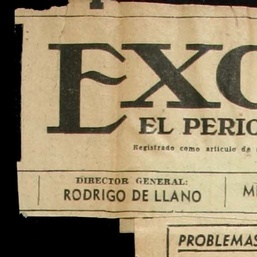 EXC
EL PERIO
Registrado como artículo de
DIRECTOR GENERAL:
RODRIGO DE LLANO
M
PROBLEMAS